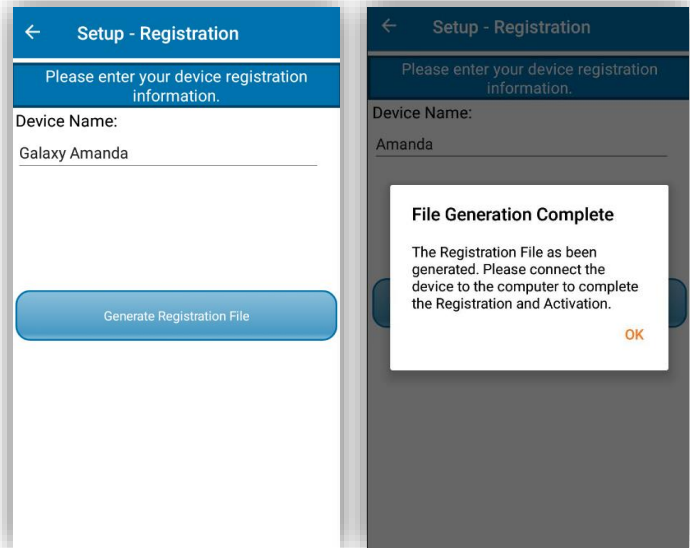 Setup - Registration
Please enter your device registration
information.
Device Name:
Galaxy Amanda
Generate Registration File
Setup - Registration
Please enter your device registration
information.
Device Name:
Amanda
File Generation Complete
The Registration File as been
generated. Please connect the
device to the computer to complete
the Registration and Activation.
OK